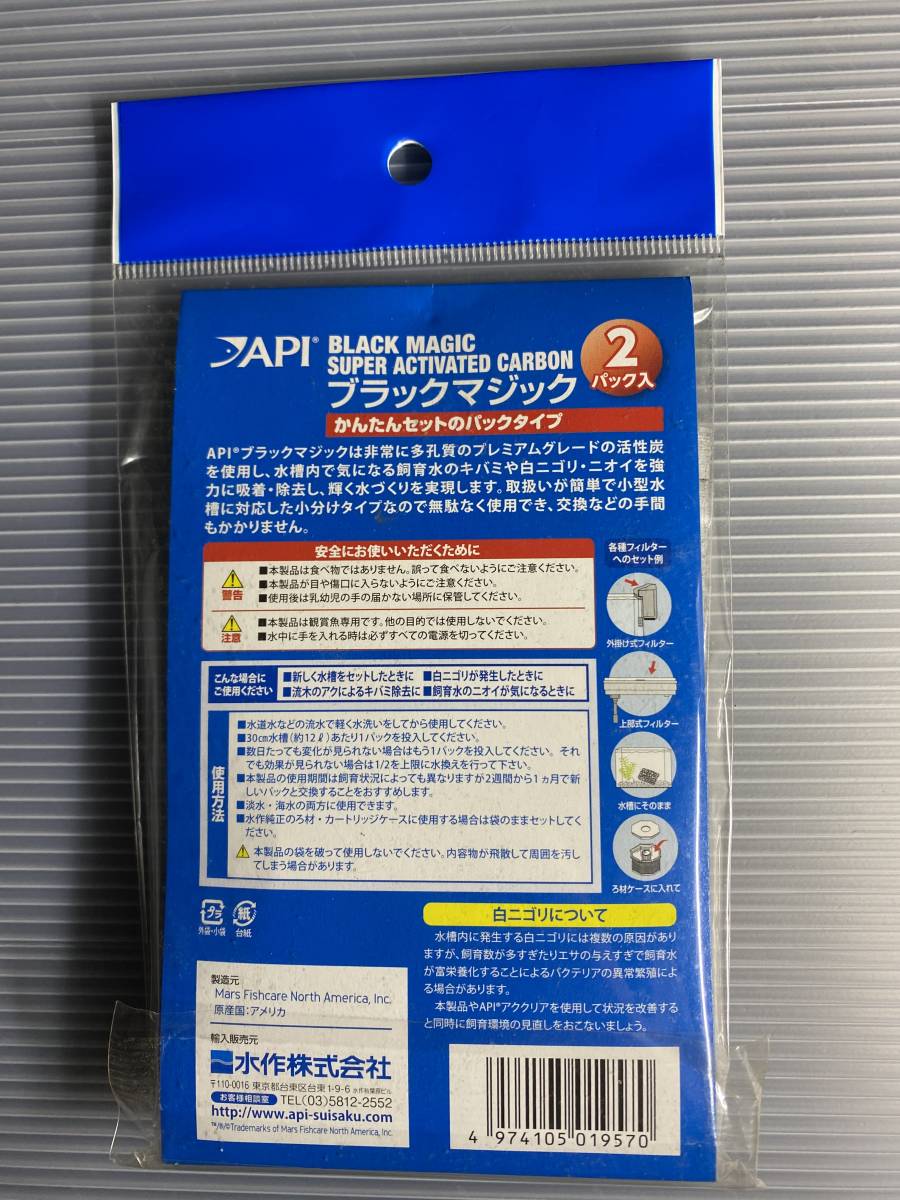 API® BLACK MAGIC
SUPER ACTIVATED CARBON
ブラックマジック
2
パック入
かんたんセットのパックタイプ
API®ブラックマジックは非常に多孔質のプレミアムグレードの活性炭
を使用し、水槽内で気になる飼育水のキバミや白ニゴリ・ニオイを強
力に吸着・除去し、輝く水づくりを実現します。取扱いが簡単で小型水
槽に対応した小分けタイプなので無駄なく使用でき、交換などの手間
もかかりません。
安全にお使いいただくために
警告
■本製品は食べ物ではありません。誤って食べないようにご注意ください。
■本製品が目や傷口に入らないようにご注意ください。
■使用後は乳幼児の手の届かない場所に保管してください。
注意
■本製品は観賞魚専用です。他の目的では使用しないでください。
■水中に手を入れる時は必ずすべての電源を切ってください。
各種フィルター
へのセット例
外掛け式フィルター
上部式フィルター
水槽にそのまま
ろ材ケースに入れて
こんな場合に
ご使用ください
■新しく水槽をセットしたときに ■白ニゴリが発生したときに
■流木のアクによるキバミ除去に ■飼育水のニオイが気になるときに
使用方法
■水道水などの流水で軽く水洗いをしてから使用してください。
■30cm水槽(約12ℓ)あたり1パックを投入してください。
■数日たっても変化が見られない場合はもう1パックを投入してください。それ
でも効果が見られない場合は1/2を上限に水換えを行って下さい。
■本製品の使用期間は飼育状況によっても異なりますが2週間から1ヵ月で新
しいパックと交換することをおすすめします。
■淡水・海水の両方に使用できます。
■水作純正のろ材・カートリッジケースに使用する場合は袋のままセットしてく
ださい。
本製品の袋を破って使用しないでください。内容物が飛散して周囲を汚し
てしまう場合があります。
プラ
外袋・小袋
紙
台紙
白ニゴリについて
水槽内に発生する白ニゴリには複数の原因があり
ますが、飼育数が多すぎたりエサの与えすぎで飼育水
が富栄養化することによるバクテリアの異常繁殖によ
る場合があります。
本製品やAPI®アクアクリアを使用して状況を改善する
と同時に飼育環境の見直しをおこないましょう。
製造元
Mars Fishcare North America, Inc.
原産国:アメリカ
輸入販売元
水作株式会社
〒110-0016 東京都台東区台東1-9-6 水作秋葉原ビル
お客様相談室 TEL(03)5812-2552
http://www.api-suisaku.com
™/®/©Trademarks of Mars Fishcare North America, Inc.
4 974105 019570